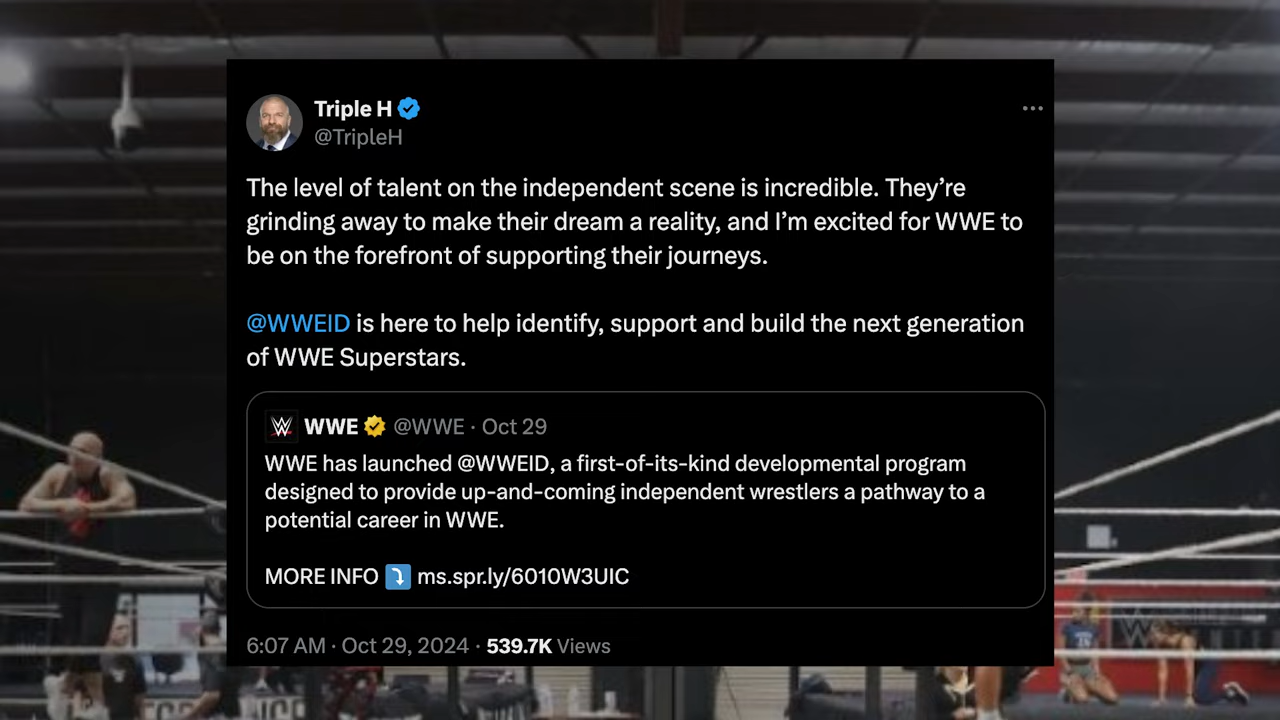 Triple H
@TripleH
The level of talent on the independent scene is incredible. They’re
grinding away to make their dream a reality, and I’m excited for WWE to
be on the forefront of supporting their journeys.
@WWEID is here to help identify, support and build the next generation
of WWE Superstars.
WWE @WWE · Oct 29
WWE has launched @WWEID, a first-of-its-kind developmental program
designed to provide up-and-coming independent wrestlers a pathway to a
potential career in WWE.
MORE INFO ⤵️ ms.spr.ly/6010W3UIC
6:07 AM · Oct 29, 2024 · 539.7K Views